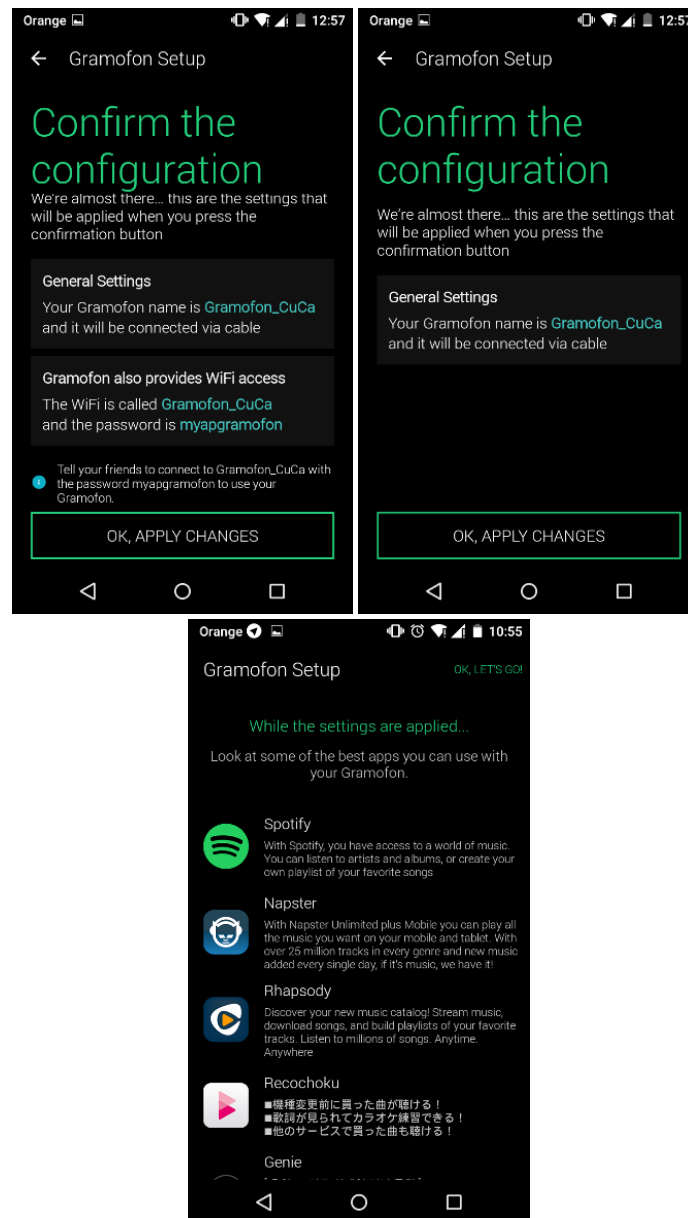 Orange 12:57
Gramofon Setup
Confirm the
configuration
We're almost there... this are the settings that
will be applied when you press the
confirmation button
General Settings
Your Gramofon name is Gramofon_CuCa
and it will be connected via cable
Gramofon also provides WiFi access
The WiFi is called Gramofon_CuCa
and the password is myapgramofon
Tell your friends to connect to Gramofon_CuCa with
the password myapgramofon to use your
Gramofon.
OK, APPLY CHANGES
Orange 12:57
Gramofon Setup
Confirm the
configuration
We're almost there... this are the settings that
will be applied when you press the
confirmation button
General Settings
Your Gramofon name is Gramofon_CuCa
and it will be connected via cable
OK, APPLY CHANGES
Orange 10:55
Gramofon Setup OK, LET'S GO!
While the settings are applied...
Look at some of the best apps you can use with
your Gramofon.
Spotify
With Spotify, you have access to a world of music.
You can listen to artists and albums, or create your
own playlist of your favorite songs
Napster
With Napster Unlimited plus Mobile you can play all
the music you want on your mobile and tablet. With
over 25 million tracks in every genre and new music
added every single day, if it's music, we have it!
Rhapsody
Discover your new music catalog! Stream music,
download songs, and build playlists of your favorite
tracks. Listen to millions of songs. Anytime.
Anywhere
Recochoku
■機種変更前に買った曲が聴ける！
■歌詞が見られてカラオケ練習できる！
■他のサービスで買った曲も聴ける！
Genie